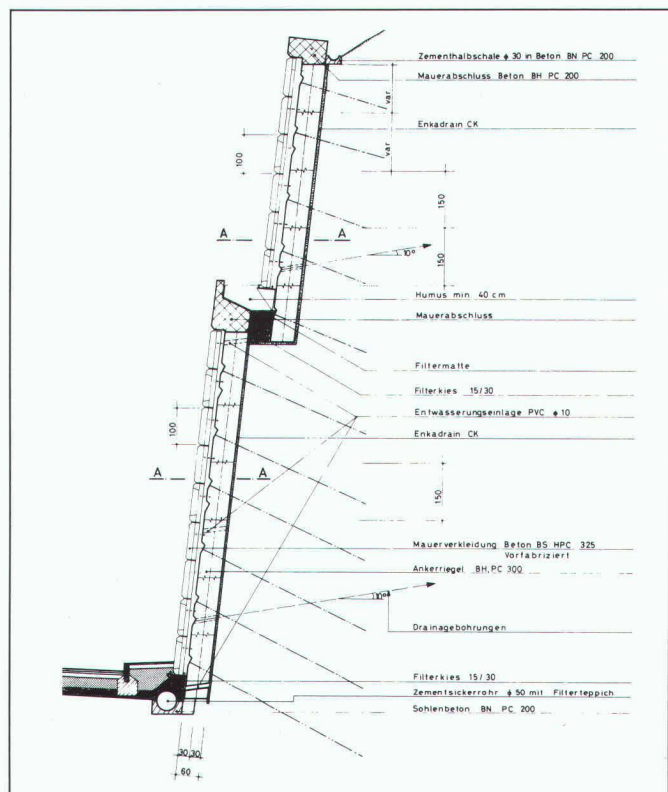 Zementhalbschale ϕ 30 in Beton BN PC 200
Mauerabschluss Beton BH PC 200
var
Enkadrain CK
var
100
150
A A
150
10°
Humus min 40 cm
Mauerabschluss
Filtermatte
Filterkies 15/30
Entwässerungseinlage PVC ϕ 10
100
Enkadrain CK
A A
150
Mauerverkleidung Beton BS HPC 325
Vorfabriziert
Ankerriegel BH, PC 300
10°
Drainagebohrungen
Filterkies 15/30
Zementsickerrohr ϕ 50 mit Filterteppich
Sohlenbeton BN PC 200
30 30
60